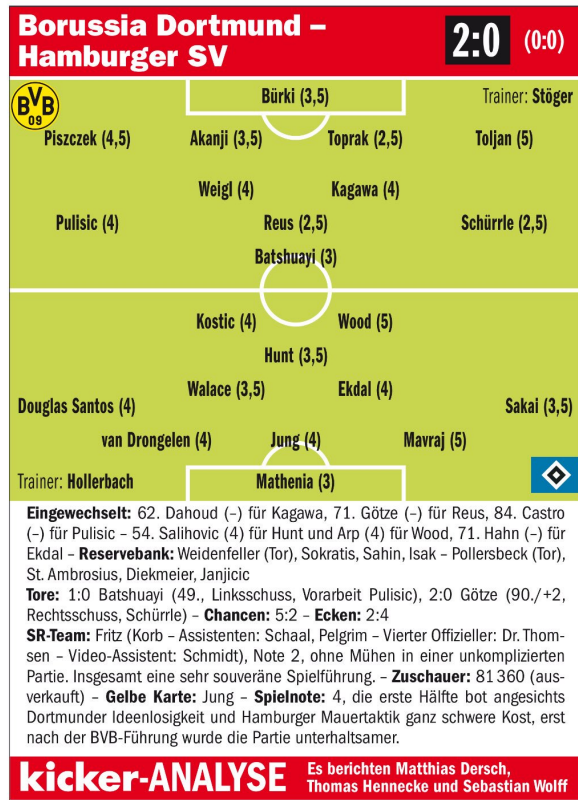 Borussia Dortmund –
Hamburger SV
2:0 (0:0)
BVB
09
Bürki (3,5)
Trainer: Stöger
Piszczek (4,5) Akanji (3,5) Toprak (2,5) Toljan (5)
Weigl (4) Kagawa (4)
Pulisic (4) Reus (2,5) Schürrle (2,5)
Batshuayi (3)
Kostic (4) Wood (5)
Hunt (3,5)
Walace (3,5) Ekdal (4)
Douglas Santos (4) Sakai (3,5)
van Drongelen (4) Jung (4) Mavraj (5)
Trainer: Hollerbach Mathenia (3)
Eingewechselt: 62. Dahoud (–) für Kagawa, 71. Götze (–) für Reus, 84. Castro
(–) für Pulisic – 54. Salihovic (4) für Hunt und Arp (4) für Wood, 71. Hahn (–) für
Ekdal – Reservebank: Weidenfeller (Tor), Sokratis, Sahin, Isak – Pollersbeck (Tor),
St. Ambrosius, Diekmeier, Janjicic
Tore: 1:0 Batshuayi (49., Linksschuss, Vorarbeit Pulisic), 2:0 Götze (90./+2,
Rechtsschuss, Schürrle) – Chancen: 5:2 – Ecken: 2:4
SR-Team: Fritz (Korb – Assistenten: Schaal, Pelgrim – Vierter Offizieller: Dr. Thom-
sen – Video-Assistent: Schmidt), Note 2, ohne Mühen in einer unkomplizierten
Partie. Insgesamt eine sehr souveräne Spielführung. – Zuschauer: 81 360 (aus-
verkauft) – Gelbe Karte: Jung – Spielnote: 4, die erste Hälfte bot angesichts
Dortmunder Ideenlosigkeit und Hamburger Mauertaktik ganz schwere Kost, erst
nach der BVB-Führung wurde die Partie unterhaltsamer.
kicker-ANALYSE
Es berichten Matthias Dersch,
Thomas Hennecke und Sebastian Wolff